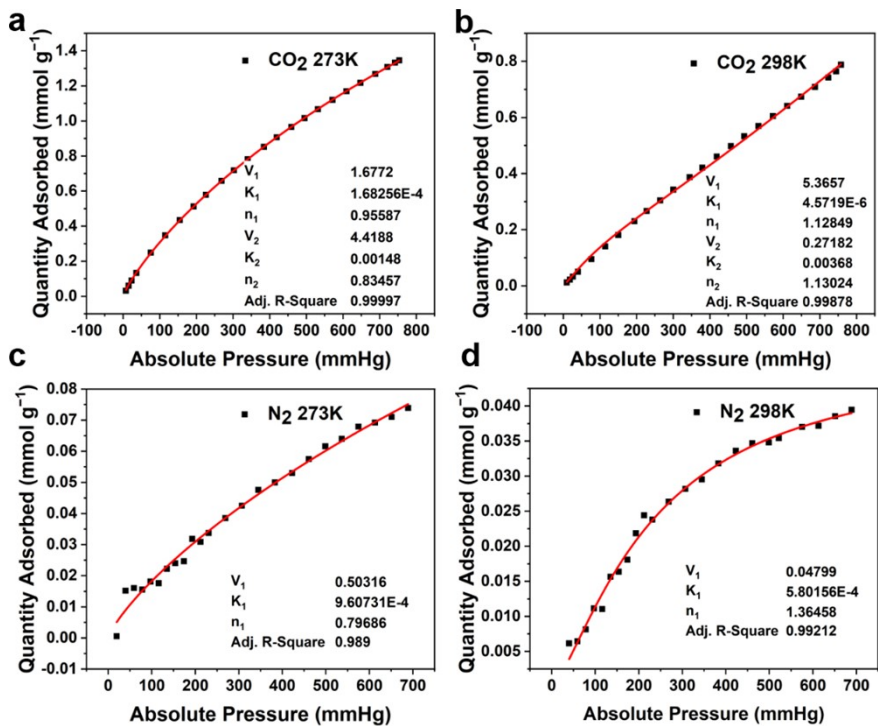 a
CO2 273K
Quantity Adsorbed (mmol g⁻¹)
1.4
1.2
1.0
0.8
0.6
0.4
0.2
0.0
V1 1.6772
K1 1.68256E-4
n1 0.95587
V2 4.4188
K2 0.00148
n2 0.83457
Adj. R-Square 0.99997
-100 0 100 200 300 400 500 600 700 800
Absolute Pressure (mmHg)
b
CO2 298K
Quantity Adsorbed (mmol g⁻¹)
0.8
0.6
0.4
0.2
0.0
V1 5.3657
K1 4.5719E-6
n1 1.12849
V2 0.27182
K2 0.00368
n2 1.13024
Adj. R-Square 0.99878
-100 0 100 200 300 400 500 600 700 800
Absolute Pressure (mmHg)
c
N2 273K
Quantity Adsorbed (mmol g⁻¹)
0.08
0.07
0.06
0.05
0.04
0.03
0.02
0.01
0.00
-0.01
V1 0.50316
K1 9.60731E-4
n1 0.79686
Adj. R-Square 0.989
0 100 200 300 400 500 600 700
Absolute Pressure (mmHg)
d
N2 298K
Quantity Adsorbed (mmol g⁻¹)
0.040
0.035
0.030
0.025
0.020
0.015
0.010
0.005
V1 0.04799
K1 5.80156E-4
n1 1.36458
Adj. R-Square 0.99212
0 100 200 300 400 500 600 700
Absolute Pressure (mmHg)